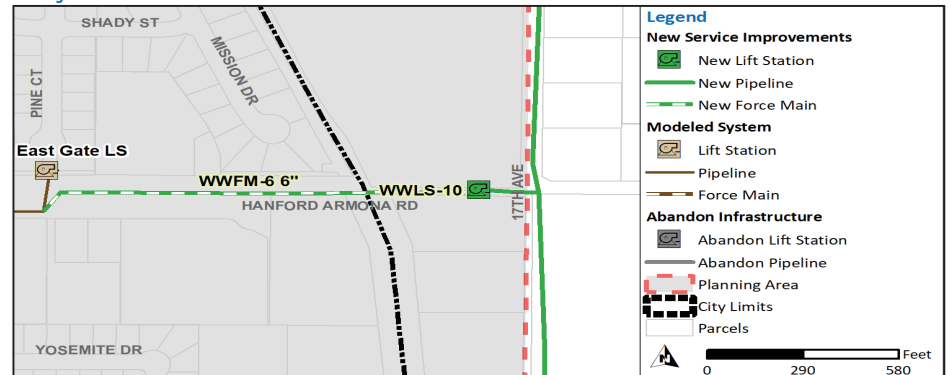 SHADY ST
MISSION DR
PINE CT
East Gate LS
WWFM-6 6"
WWLS-10
HANFORD ARMONA RD
17TH AVE
YOSEMITE DR
Legend
New Service Improvements
New Lift Station
New Pipeline
New Force Main
Modeled System
Lift Station
Pipeline
Force Main
Abandon Infrastructure
Abandon Lift Station
Abandon Pipeline
Planning Area
City Limits
Parcels
N
Feet
0 290 580